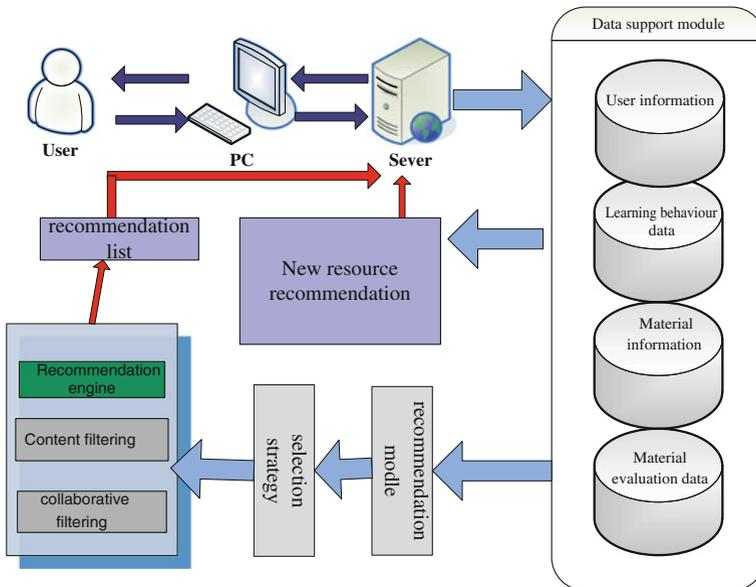 Data support module
User information
Learning behaviour
data
Material
information
Material
evaluation data
User
PC
Sever
recommendation
list
New resource
recommendation
Recommendation
engine
Content filtering
collaborative
filtering
selection
strategy
recommendation
modle